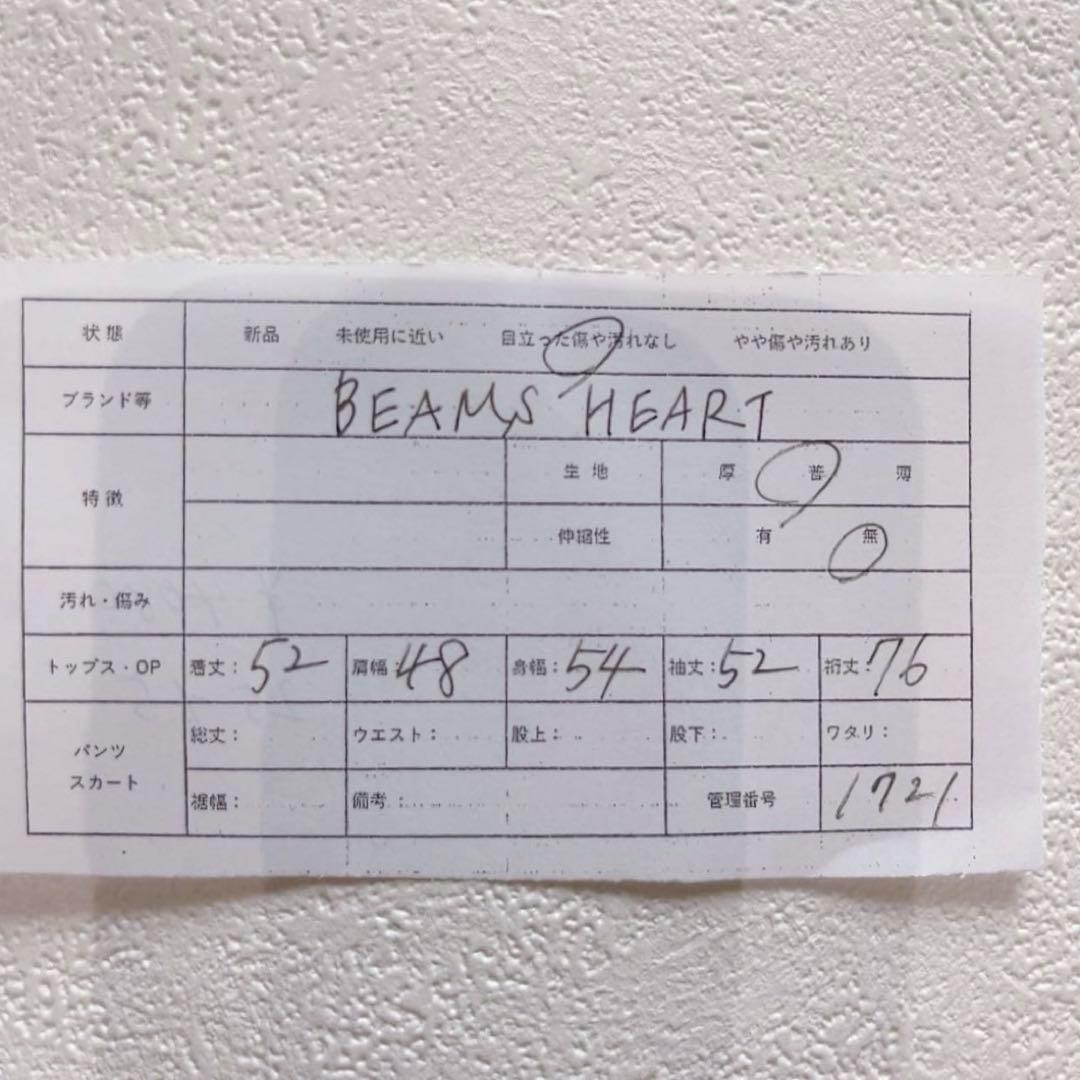 状態 新品 未使用に近い 目立った傷や汚れなし やや傷や汚れあり
ブランド等 BEAMS HEART
特徴 生地 厚 普 薄
伸縮性 有 無
汚れ・傷み
トップス・OP 着丈：52 肩幅：48 身幅：54 袖丈：52 裄丈：76
パンツ スカート 総丈： ウエスト： 股上： 股下： ワタリ：
裾幅： 備考： 管理番号 1721